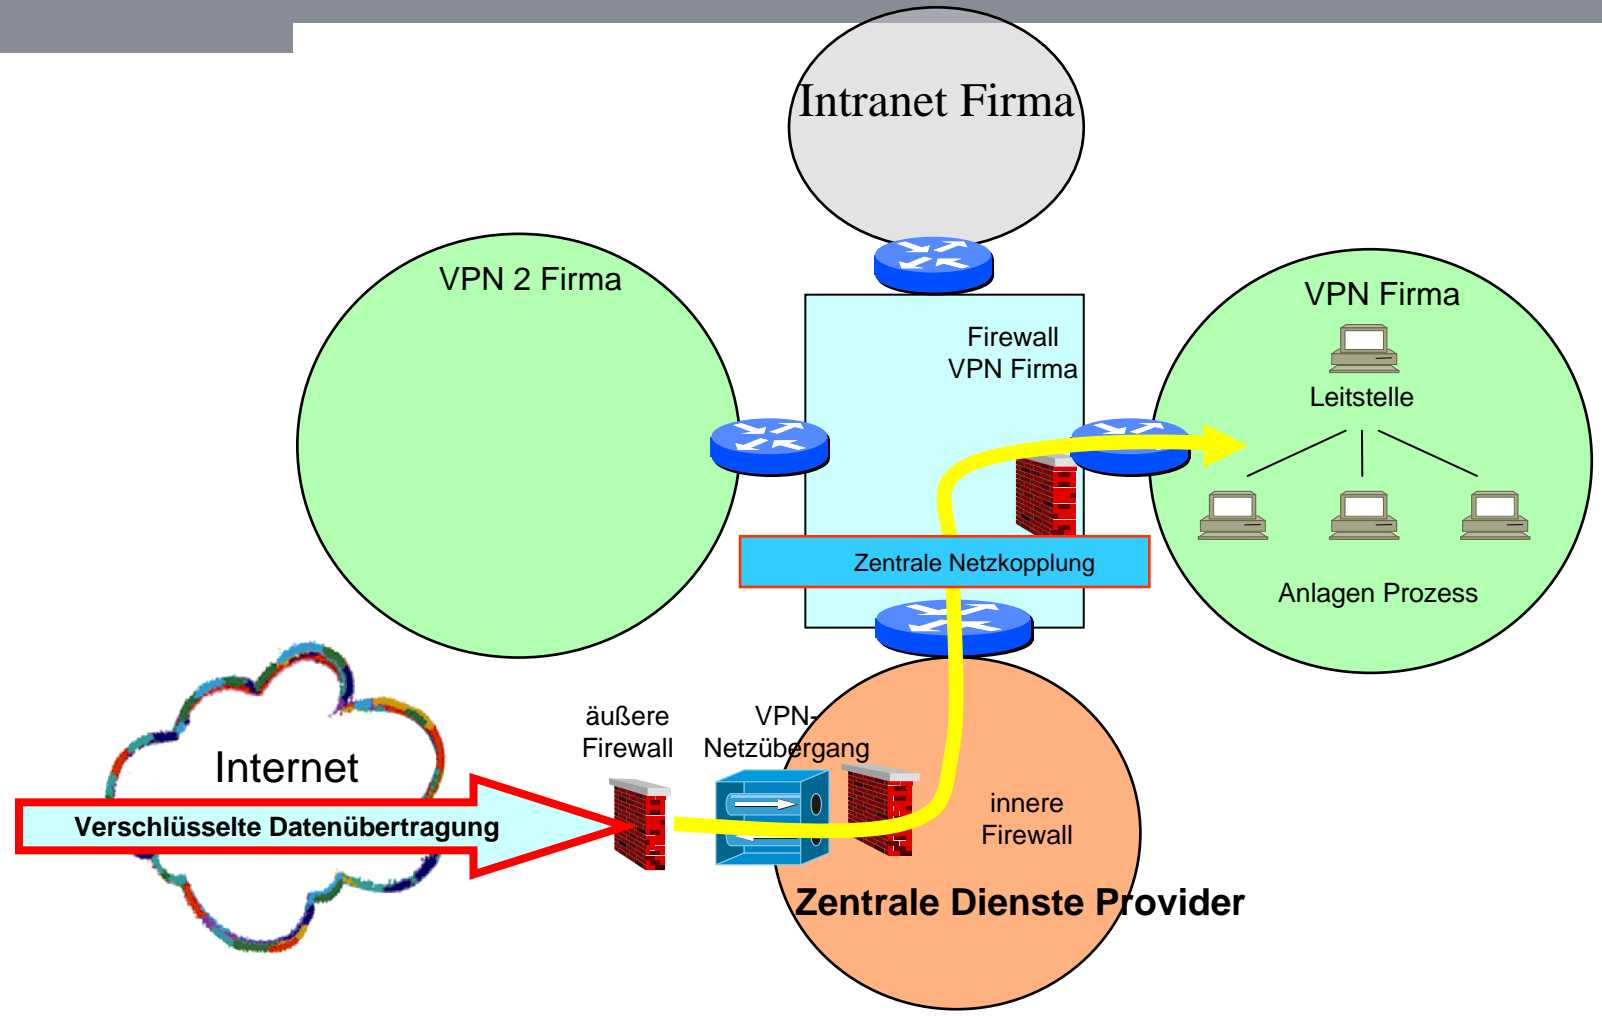 Intranet Firma
VPN 2 Firma
VPN Firma
Firewall
VPN Firma
Leitstelle
Zentrale Netzkopplung
Anlagen Prozess
äußere
Firewall
VPN-
Netzübergang
Internet
Verschlüsselte Datenübertragung
innere
Firewall
Zentrale Dienste Provider